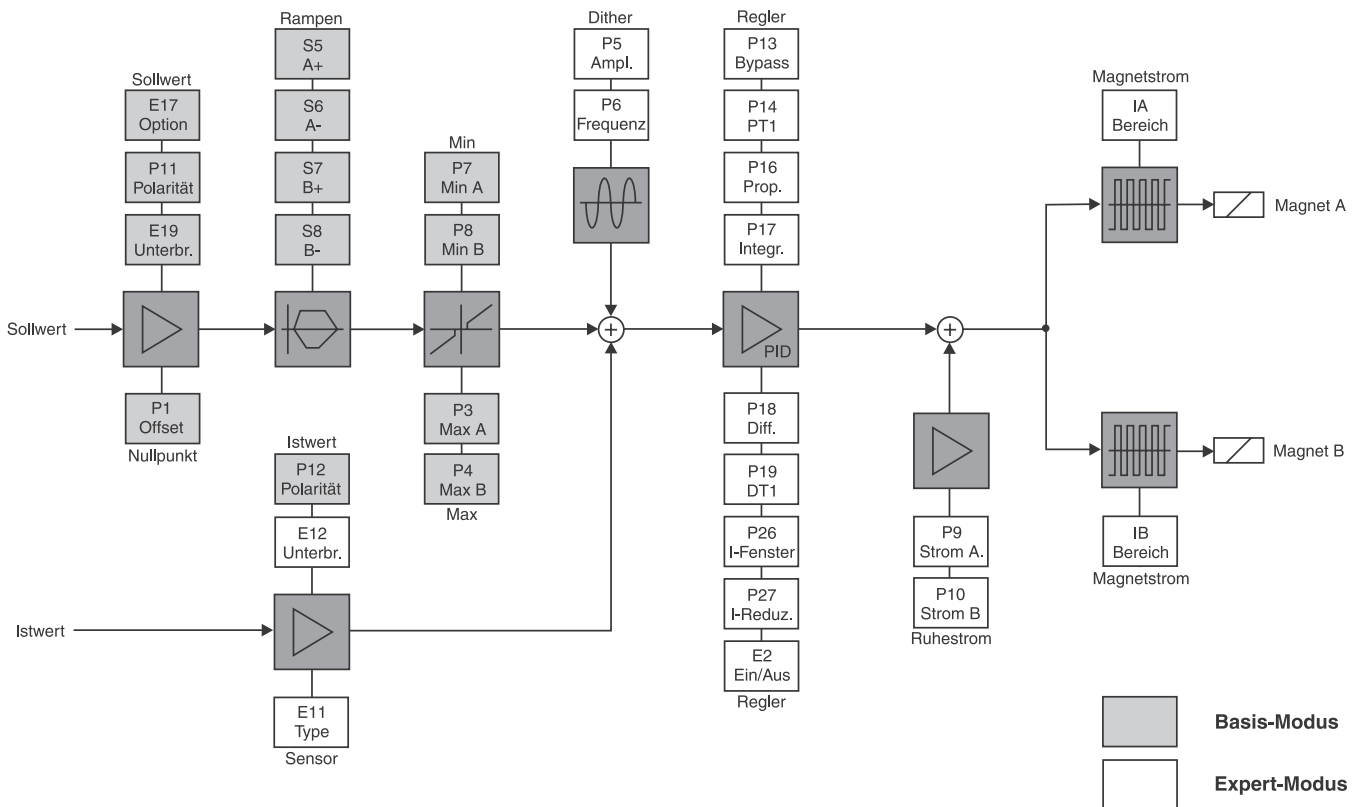 Rampen
S5
A+
S6
A-
S7
B+
S8
B-
Sollwert
E17
Option
P11
Polarität
E19
Unterbr.
Sollwert
P1
Offset
Nullpunkt
Min
P7
Min A
P8
Min B
P3
Max A
P4
Max B
Max
Istwert
P12
Polarität
E12
Unterbr.
Istwert
E11
Type
Sensor
Dither
P5
Ampl.
P6
Frequenz
+
Regler
P13
Bypass
P14
PT1
P16
Prop.
P17
Integr.
PID
P18
Diff.
P19
DT1
P26
I-Fenster
P27
I-Reduz.
E2
Ein/Aus
Regler
+
P9
Strom A.
P10
Strom B
Ruhestrom
Magnetstrom
IA
Bereich
Magnet A
Magnet B
IB
Bereich
Magnetstrom
Basis-Modus
Expert-Modus